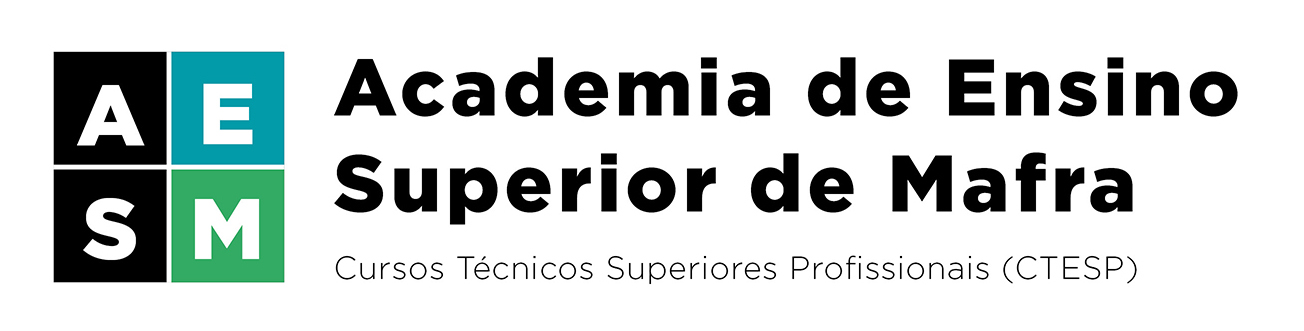 A E
S M
Academia de Ensino
Superior de Mafra
Cursos Técnicos Superiores Profissionais (CTESP)